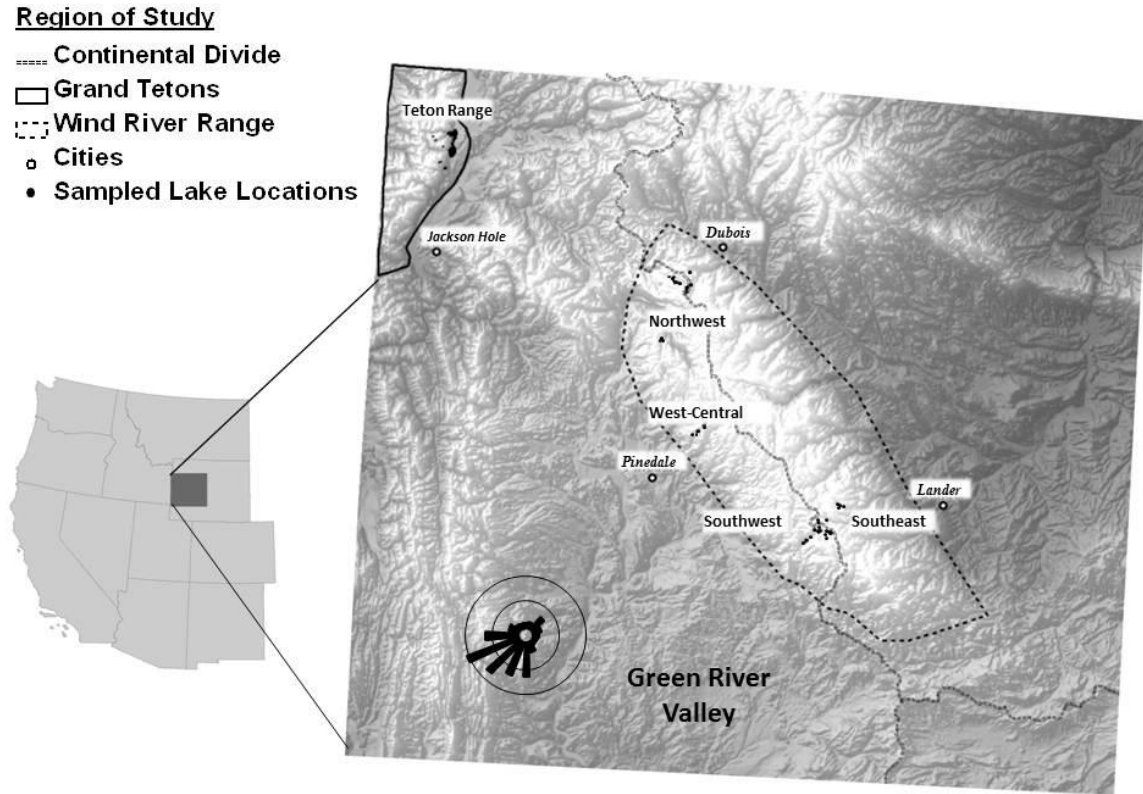 Region of Study
Continental Divide
Grand Tetons
Wind River Range
Cities
Sampled Lake Locations
Teton Range
Jackson Hole
Dubois
Northwest
West-Central
Pinedale
Lander
Southwest
Southeast
Green River
Valley